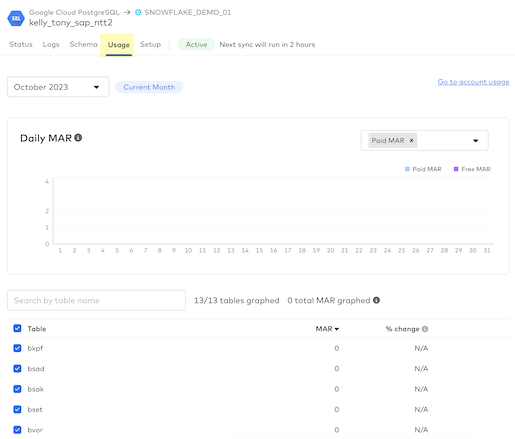 SQL
Google Cloud PostgreSQL → SNOWFLAKE_DEMO_01
kelly_tony_sap_ntt2
Status Logs Schema Usage Setup Active Next sync will run in 2 hours
October 2023 Current Month Go to account usage
Daily MAR Paid MAR ×
Paid MAR Free MAR
4
2
1
0
1 2 3 4 5 6 7 8 9 10 11 12 13 14 15 16 17 18 19 20 21 22 23 24 25 26 27 28 29 30 31
Search by table name 13/13 tables graphed 0 total MAR graphed
Table MAR % change
bkpf 0 N/A
bsad 0 N/A
bsak 0 N/A
bset 0 N/A
bvor 0 N/A